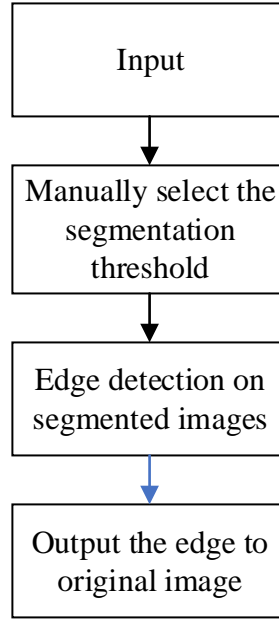 Input
Manually select the
segmentation
threshold
Edge detection on
segmented images
Output the edge to
original image